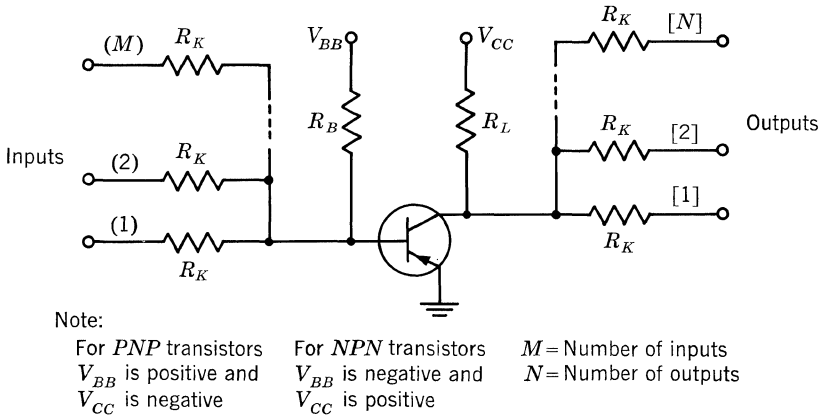 (M) R_K V_BB V_CC R_K [N]
R_B R_L R_K [2] Outputs
Inputs (2) R_K
(1) R_K [1] R_K
Note:
For PNP transistors
V_BB is positive and
V_CC is negative
For NPN transistors
V_BB is negative and
V_CC is positive
M = Number of inputs
N = Number of outputs